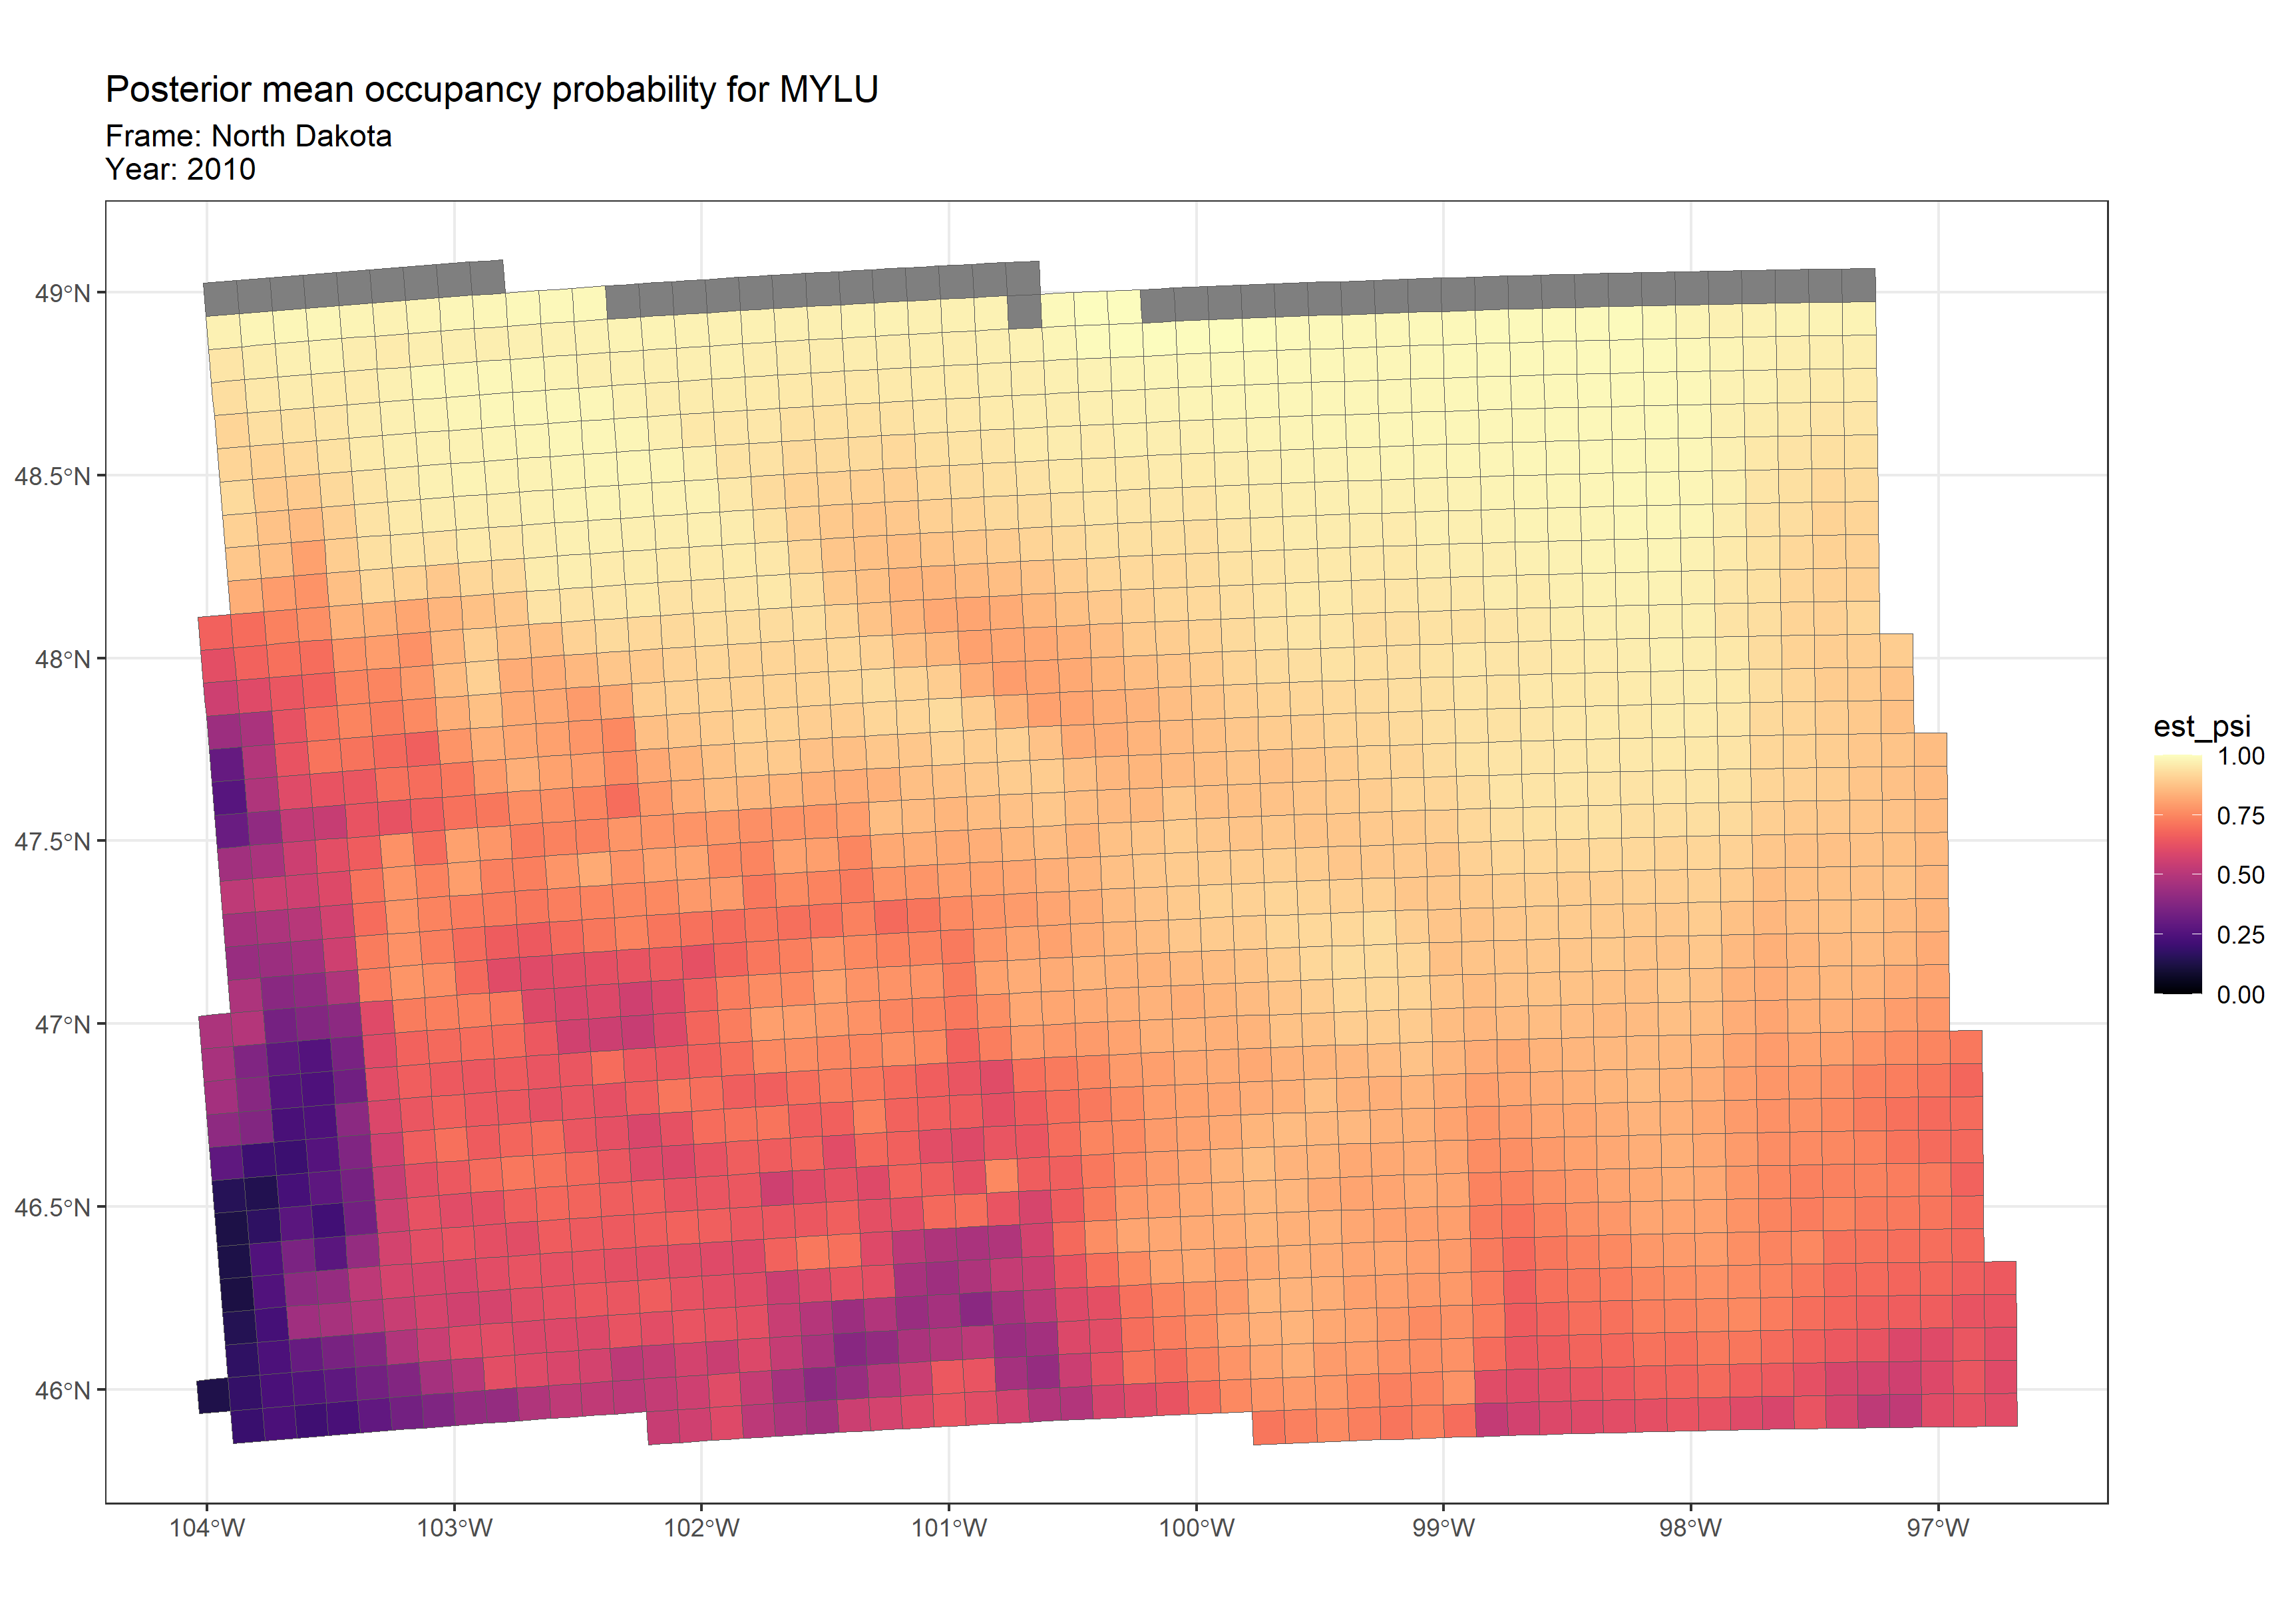 Posterior mean occupancy probability for MYLU
Frame: North Dakota
Year: 2010
49°N
48.5°N
48°N
47.5°N
47°N
46.5°N
46°N
104°W 103°W 102°W 101°W 100°W 99°W 98°W 97°W
est_psi
1.00
0.75
0.50
0.25
0.00